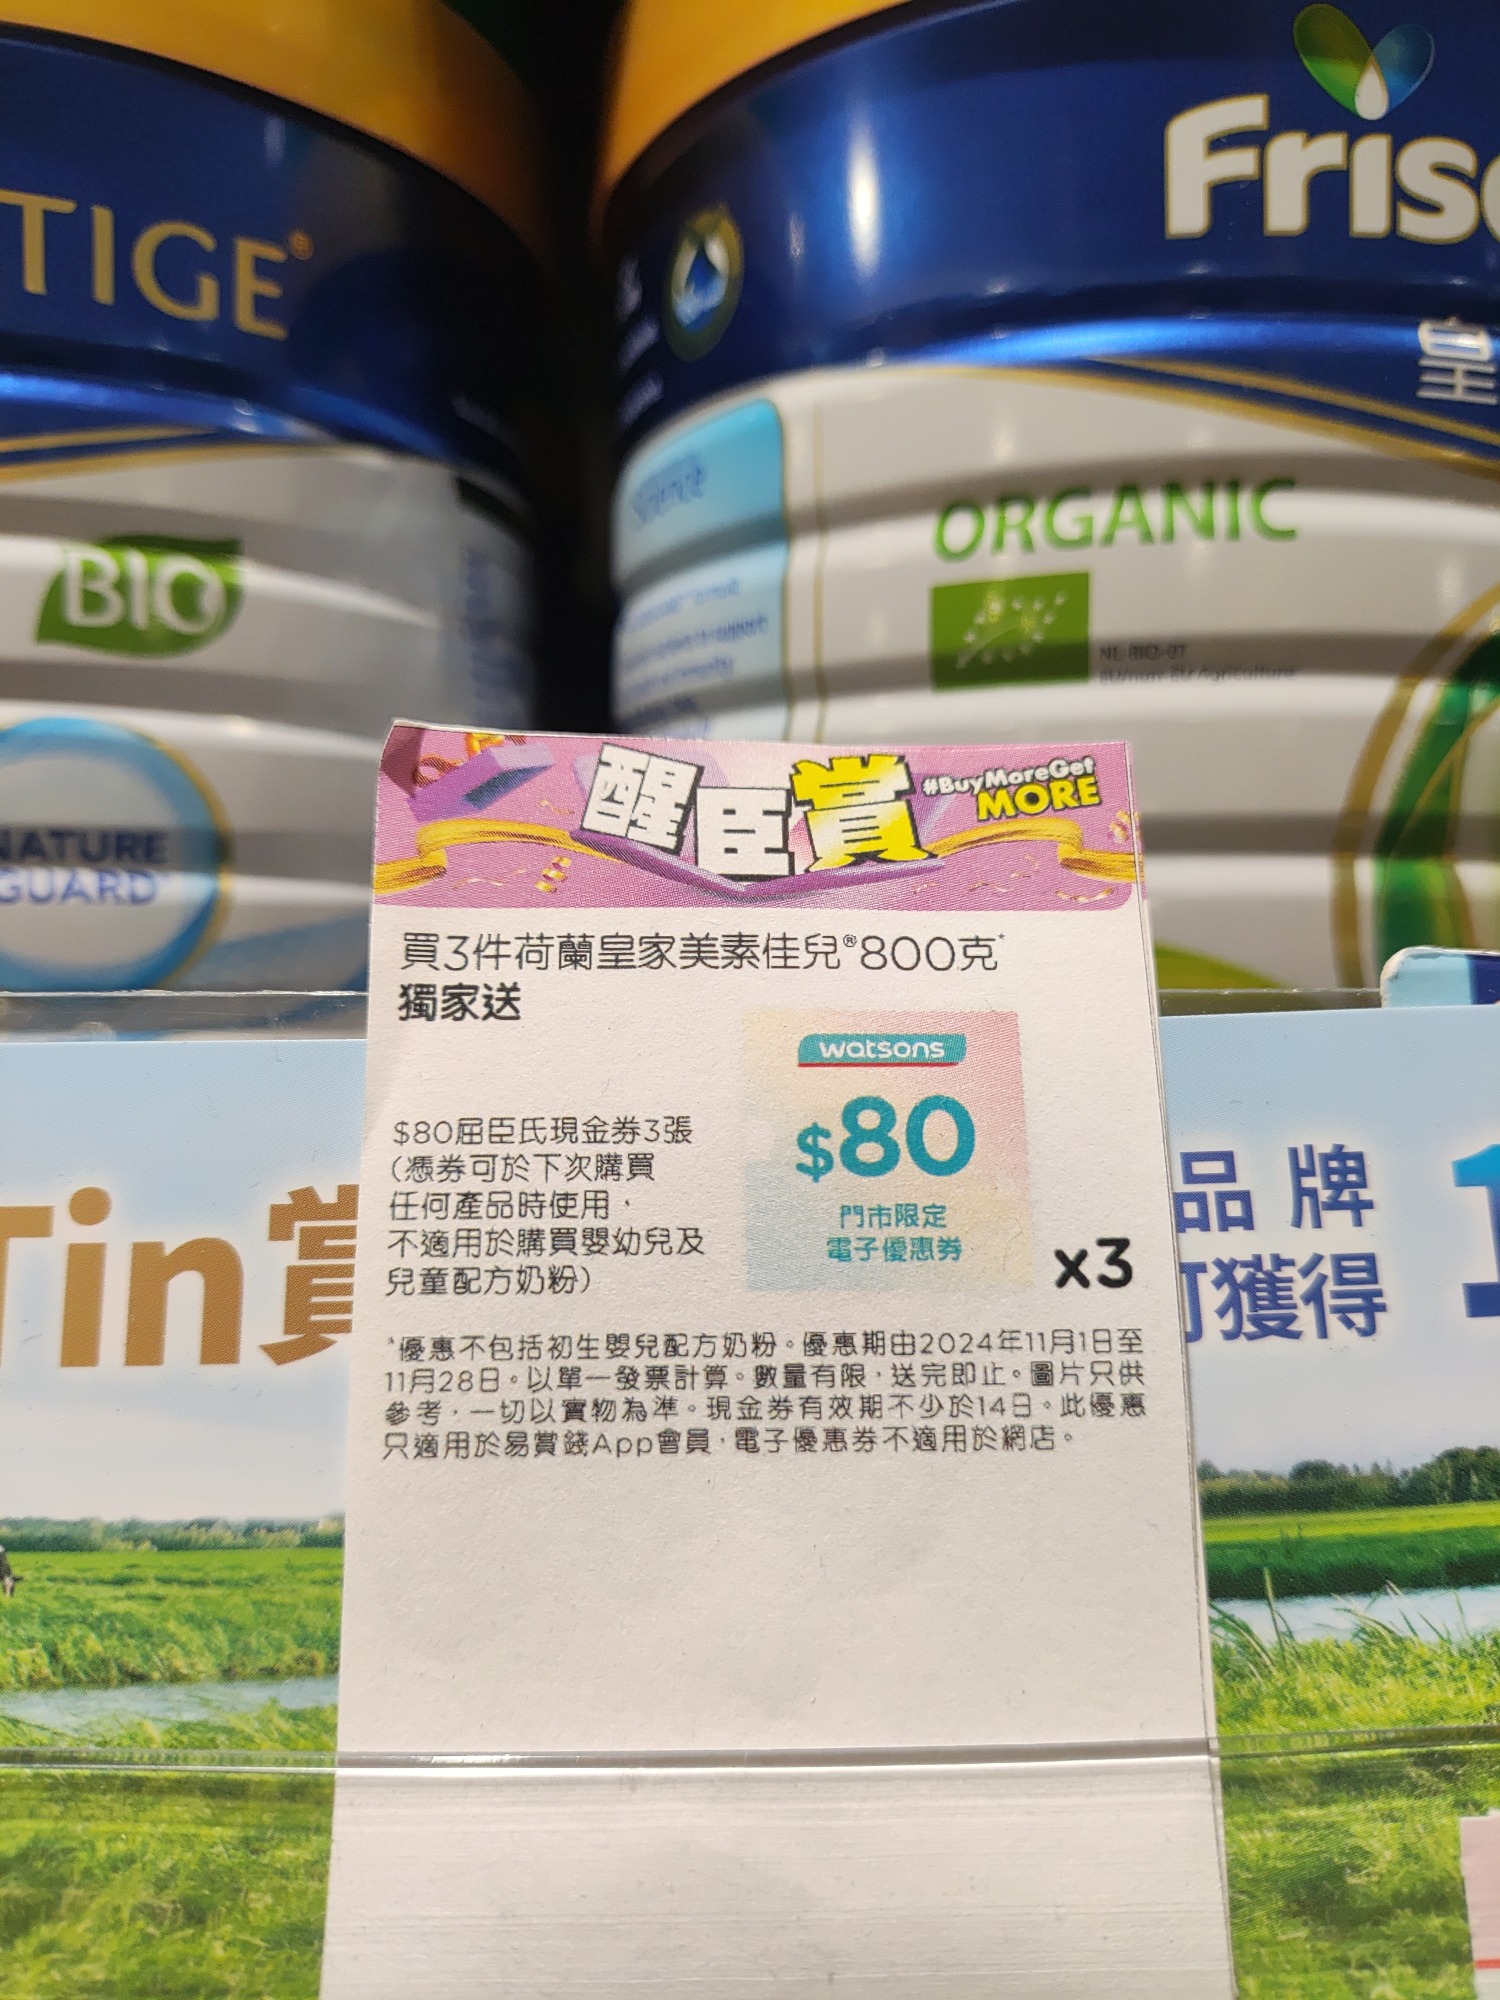 TIGE®
Fris
皇
BIO
ORGANIC
NL-BIO-01
EU/non-EU Agriculture
NATURE
GUARD
醒臣賞
#BuyMoreGet
MORE
買3件荷蘭皇家美素佳兒®800克*
獨家送
watsons
$80
門市限定
電子優惠券
x3
$80屈臣氏現金券3張
(憑券可於下次購買
任何產品時使用，
不適用於購買嬰幼兒及
兒童配方奶粉)
*優惠不包括初生嬰兒配方奶粉。優惠期由2024年11月1日至
11月28日。以單一發票計算。數量有限，送完即止。圖片只供
參考，一切以實物為準。現金券有效期不少於14日。此優惠
只適用於易賞錢App會員，電子優惠券不適用於網店。
Tin賞
品牌
獲得